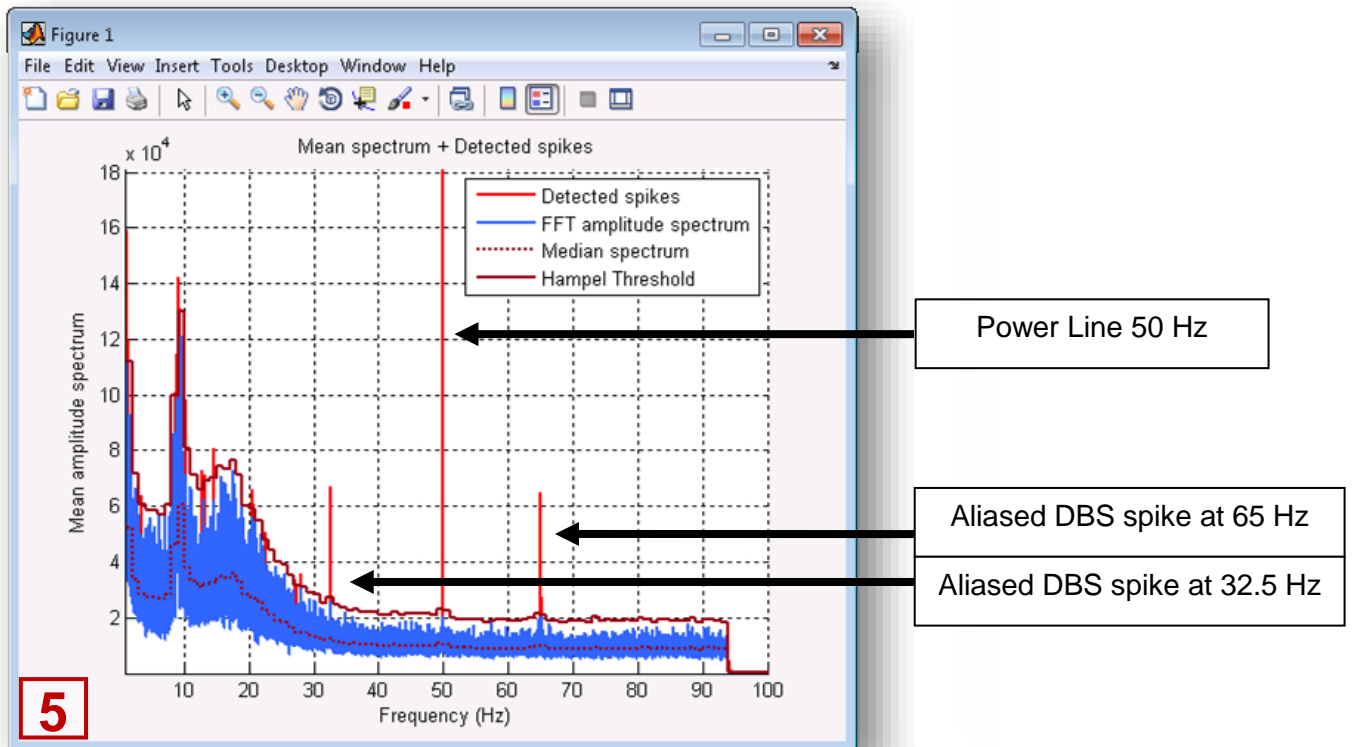 Figure 1
File Edit View Insert Tools Desktop Window Help
Mean spectrum + Detected spikes
x 10^4
18
16
14
12
10
8
6
4
2
Mean amplitude spectrum
Detected spikes
FFT amplitude spectrum
Median spectrum
Hampel Threshold
10 20 30 40 50 60 70 80 90 100
Frequency (Hz)
Power Line 50 Hz
Aliased DBS spike at 65 Hz
Aliased DBS spike at 32.5 Hz
5